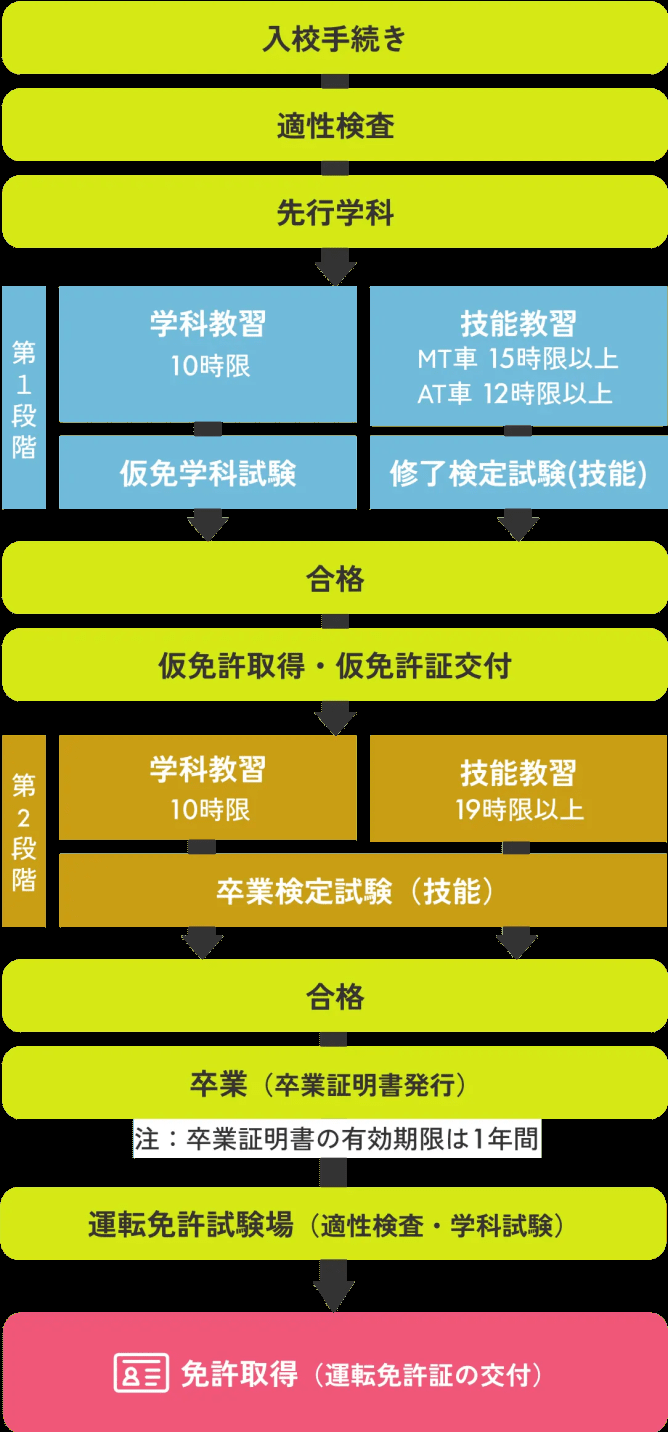 入校手続き
適性検査
先行学科
第1段階
学科教習
10時限
技能教習
MT車 15時限以上
AT車 12時限以上
仮免学科試験
修了検定試験(技能)
合格
仮免許取得・仮免許証交付
第2段階
学科教習
10時限
技能教習
19時限以上
卒業検定試験（技能）
合格
卒業（卒業証明書発行）
注：卒業証明書の有効期限は1年間
運転免許試験場（適性検査・学科試験）
免許取得（運転免許証の交付）